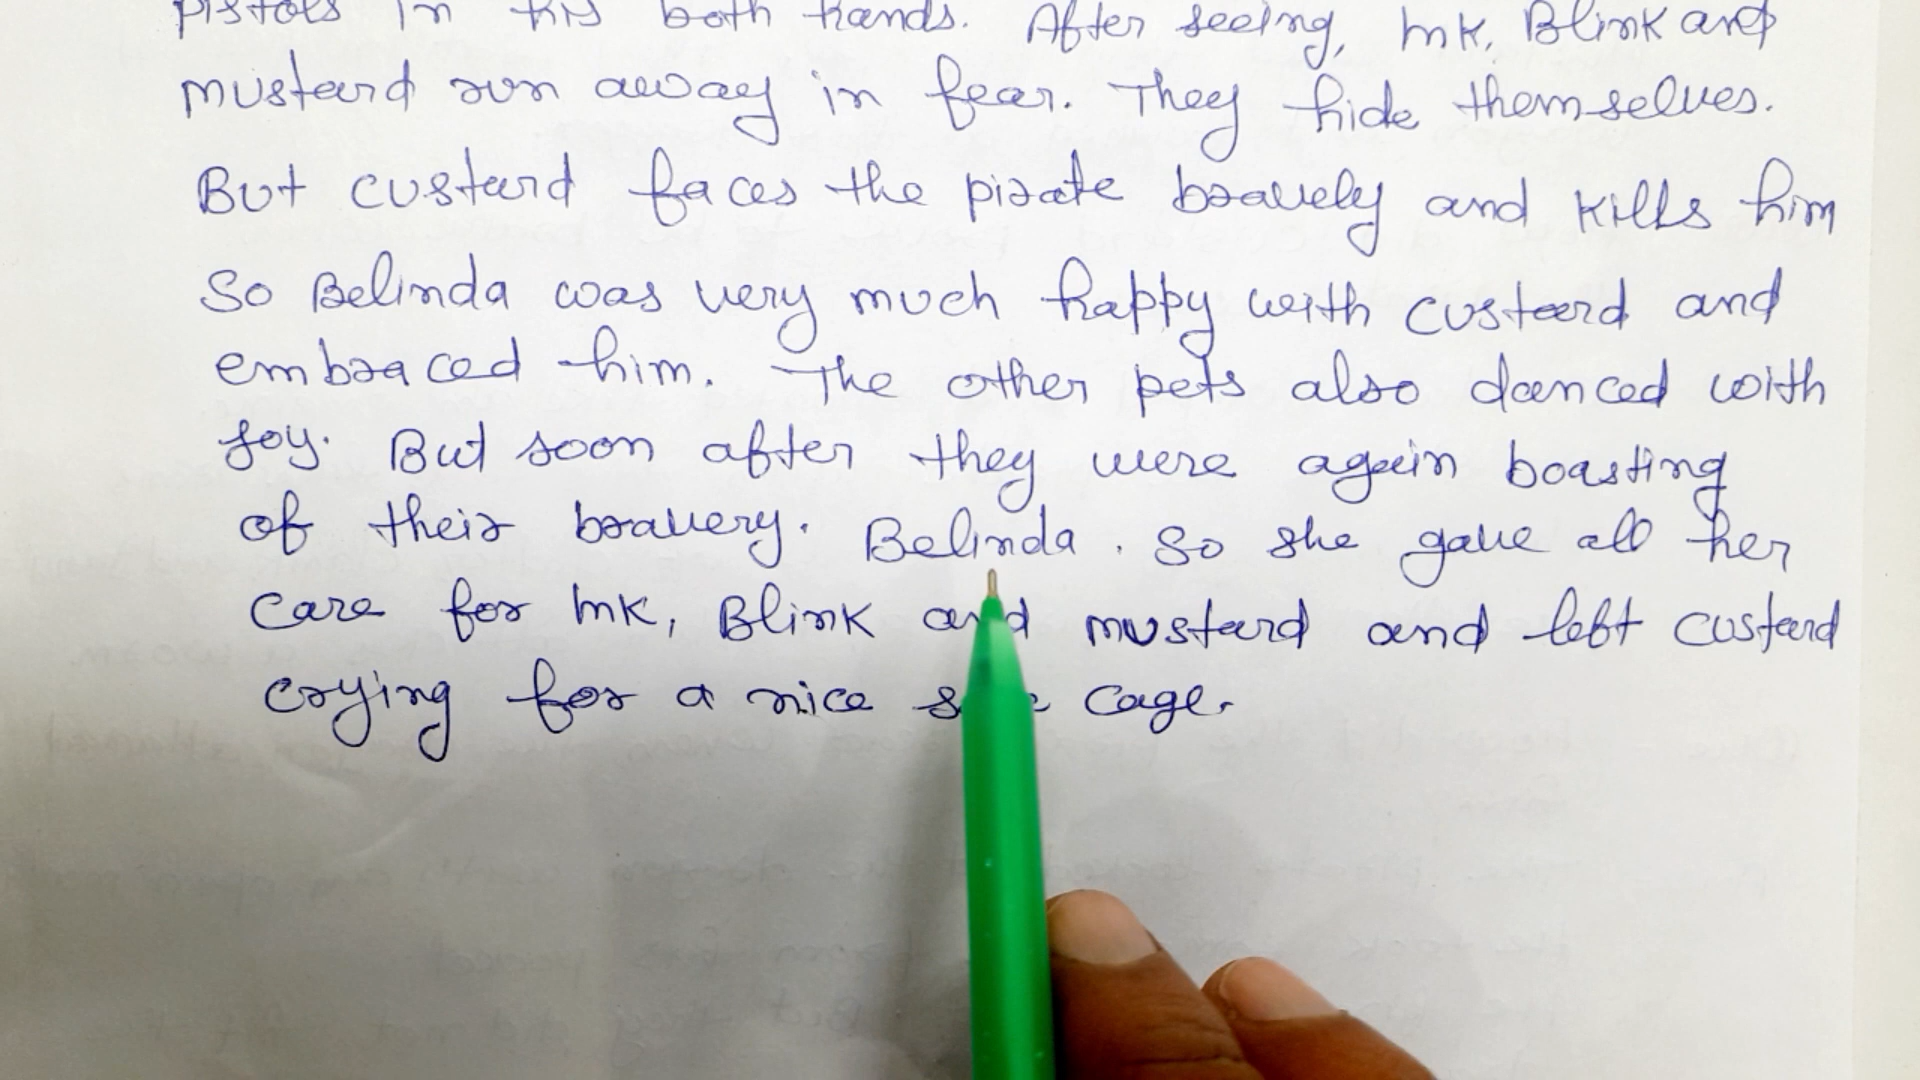 pistols in his both hands. After seeing, Ink, Blink and
mustard run away in fear. They hide themselves.
But custard faces the pirate bravely and kills him
So Belinda was very much happy with custard and
embraced him. The other pets also danced with
joy. But soon after they were again boasting
of their bravery. Belinda. So she gave all her
care for Ink, Blink and mustard and left custard
crying for a nice cage.